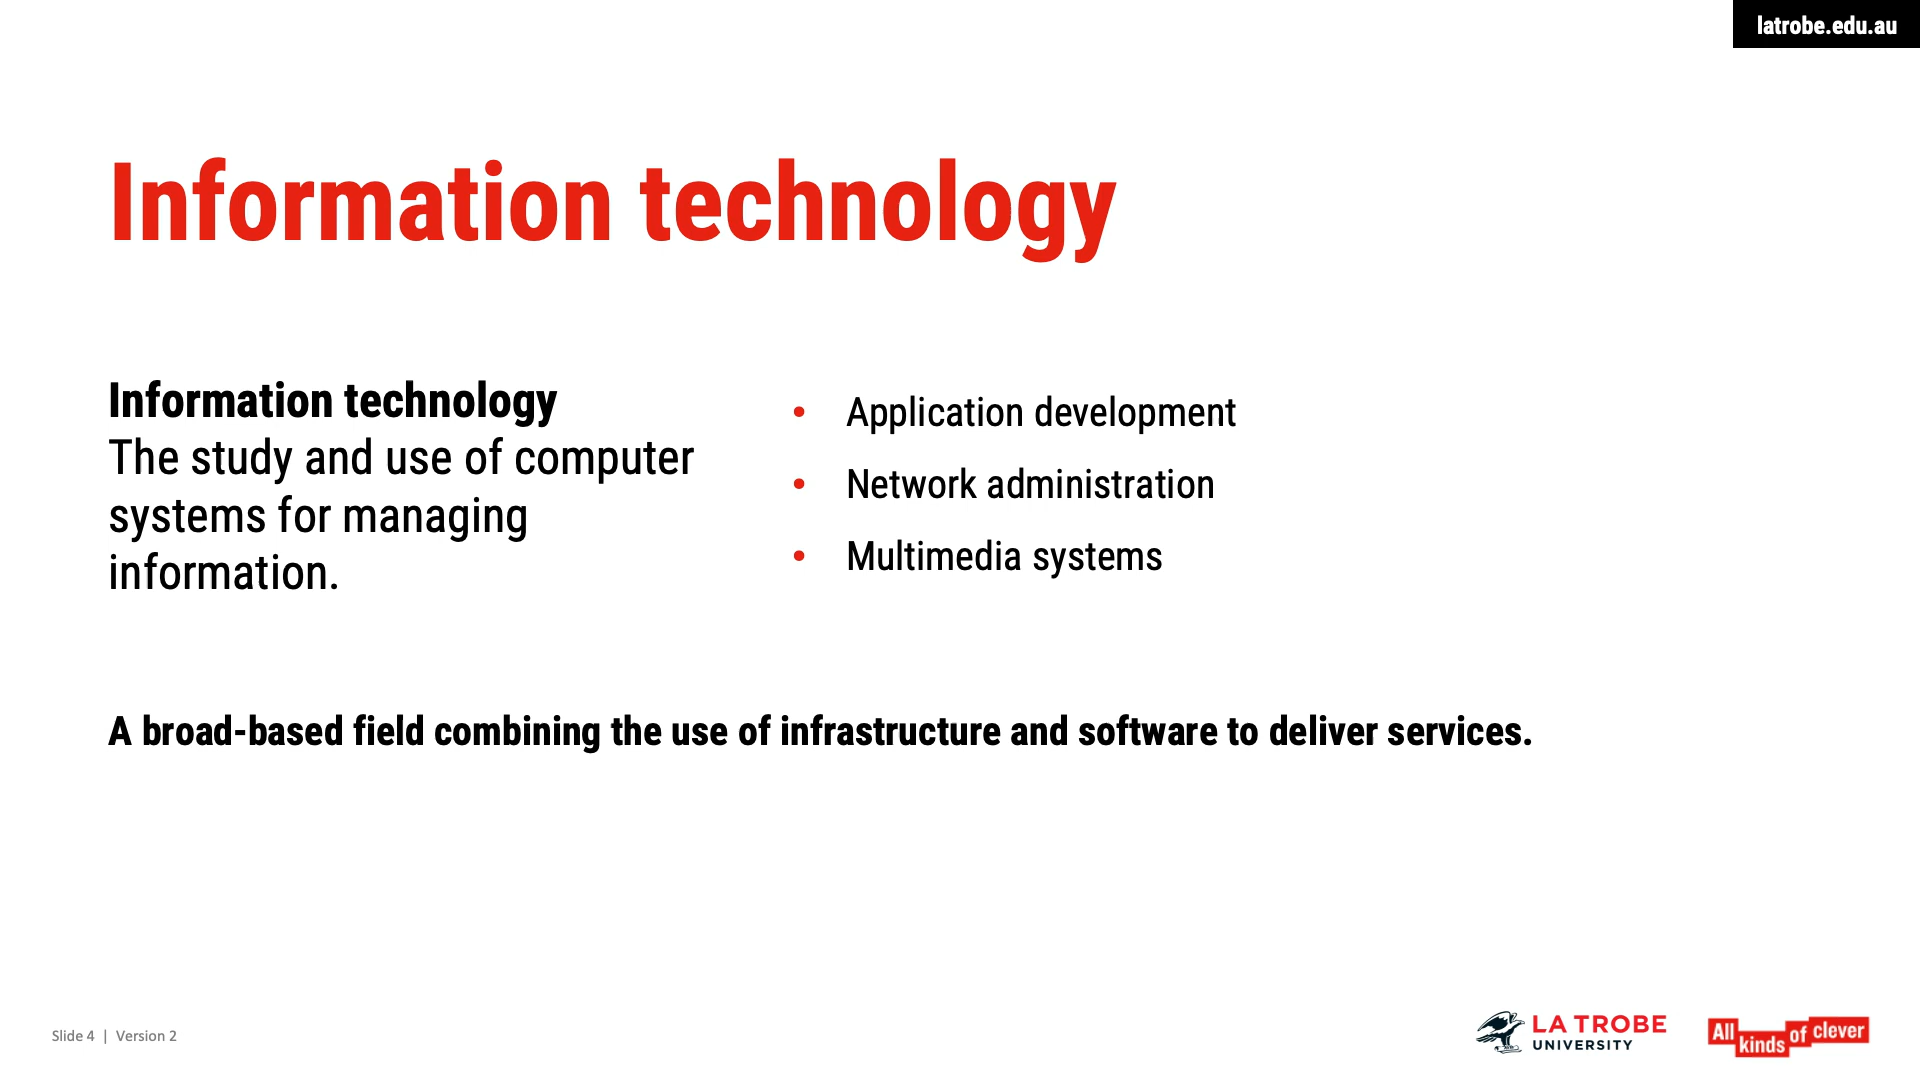 latrobe.edu.au
Information technology
Information technology
The study and use of computer
systems for managing
information.
• Application development
• Network administration
• Multimedia systems
A broad-based field combining the use of infrastructure and software to deliver services.
Slide 4 | Version 2
LA TROBE
UNIVERSITY
All kinds of clever